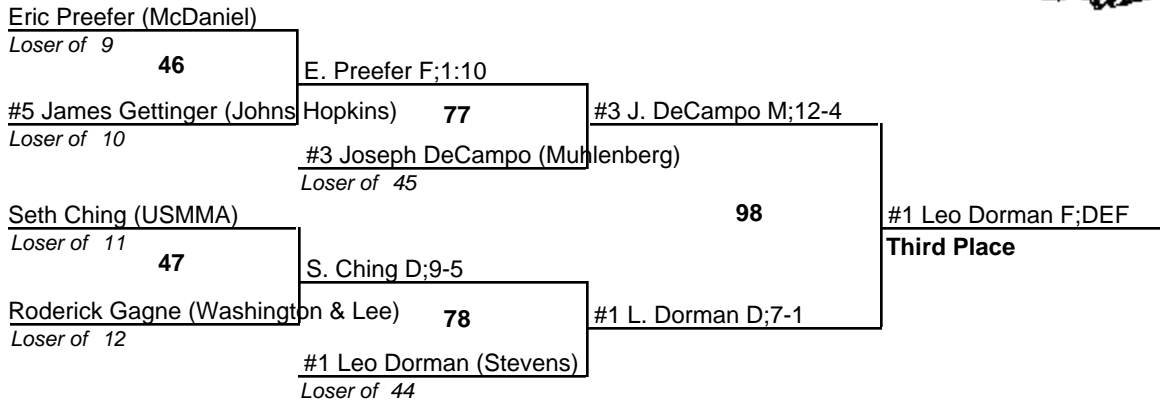 Eric Preefer (McDaniel)
Loser of 9
46
E. Preefer F;1:10
#5 James Gettinger (Johns Hopkins)
77
#3 J. DeCampo M;12-4
Loser of 10
#3 Joseph DeCampo (Muhlenberg)
Loser of 45
Seth Ching (USMMA)
98
#1 Leo Dorman F;DEF
Loser of 11
Third Place
47
S. Ching D;9-5
Roderick Gagne (Washington & Lee)
78
#1 L. Dorman D;7-1
Loser of 12
#1 Leo Dorman (Stevens)
Loser of 44